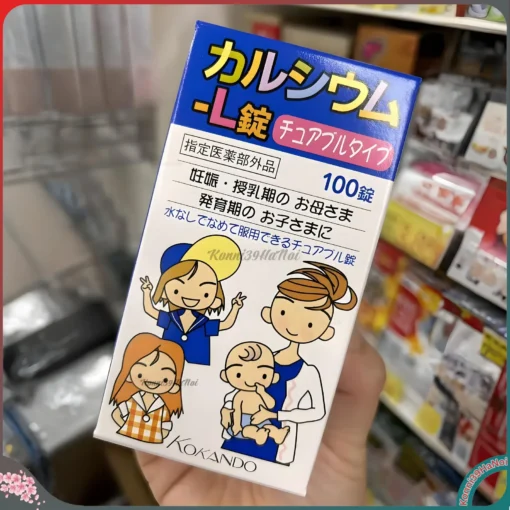 カルシウム
-L錠 チュアブルタイプ
指定医薬部外品 100錠
妊娠・授乳期の お母さま
発育期の お子さまに
水なしでなめて服用できるチュアブル錠
Konni39HaNoi
Konni39HaNoi
KOKANDO
Konni39HaNoi